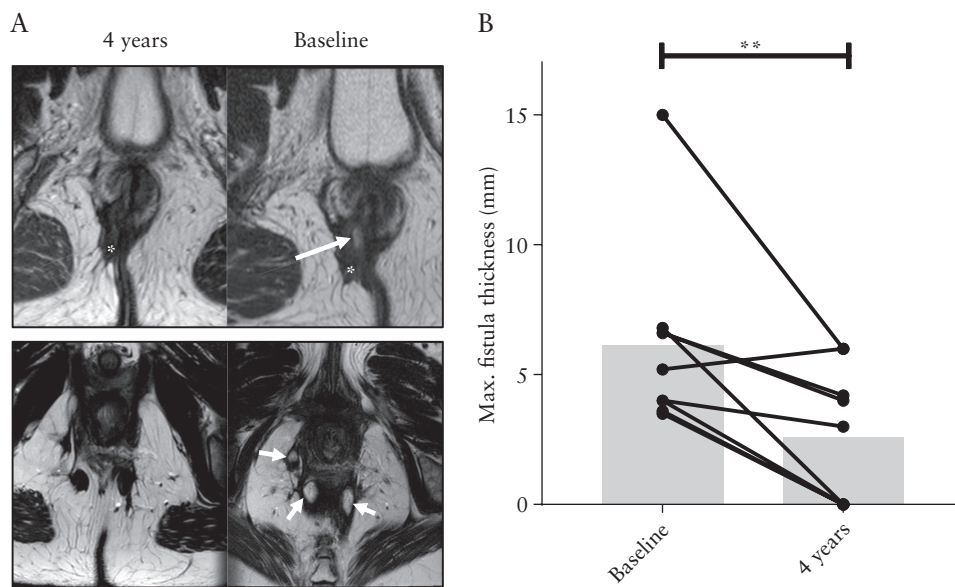 A
4 years
Baseline
*
*
B
**
Max. fistula thickness (mm)
15
10
5
0
Baseline
4 years